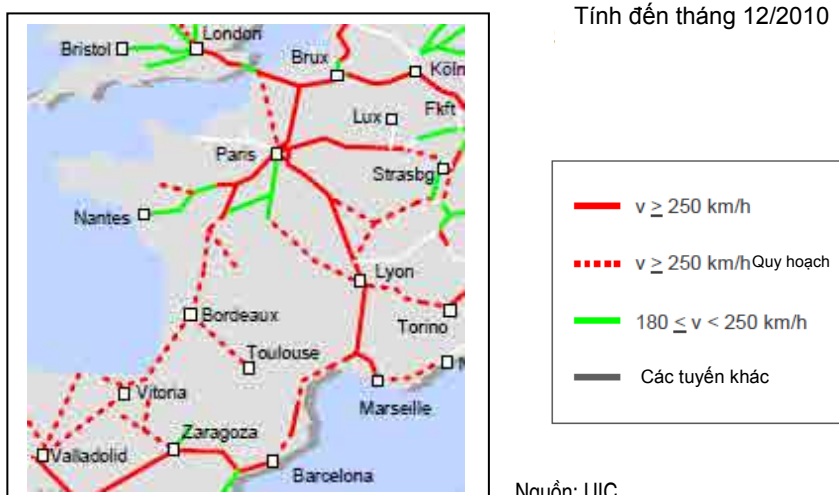 Tính đến tháng 12/2010
London
Bristol
Brux
Köln
Lux
Fkft
Paris
Strasbg
Nantes
Lyon
Bordeaux
Torino
Toulouse
Vitoria
Marseille
Zaragoza
Valladolid
Barcelona
v ≥ 250 km/h
v ≥ 250 km/h Quy hoạch
180 ≤ v < 250 km/h
Các tuyến khác
Nguồn: UIC